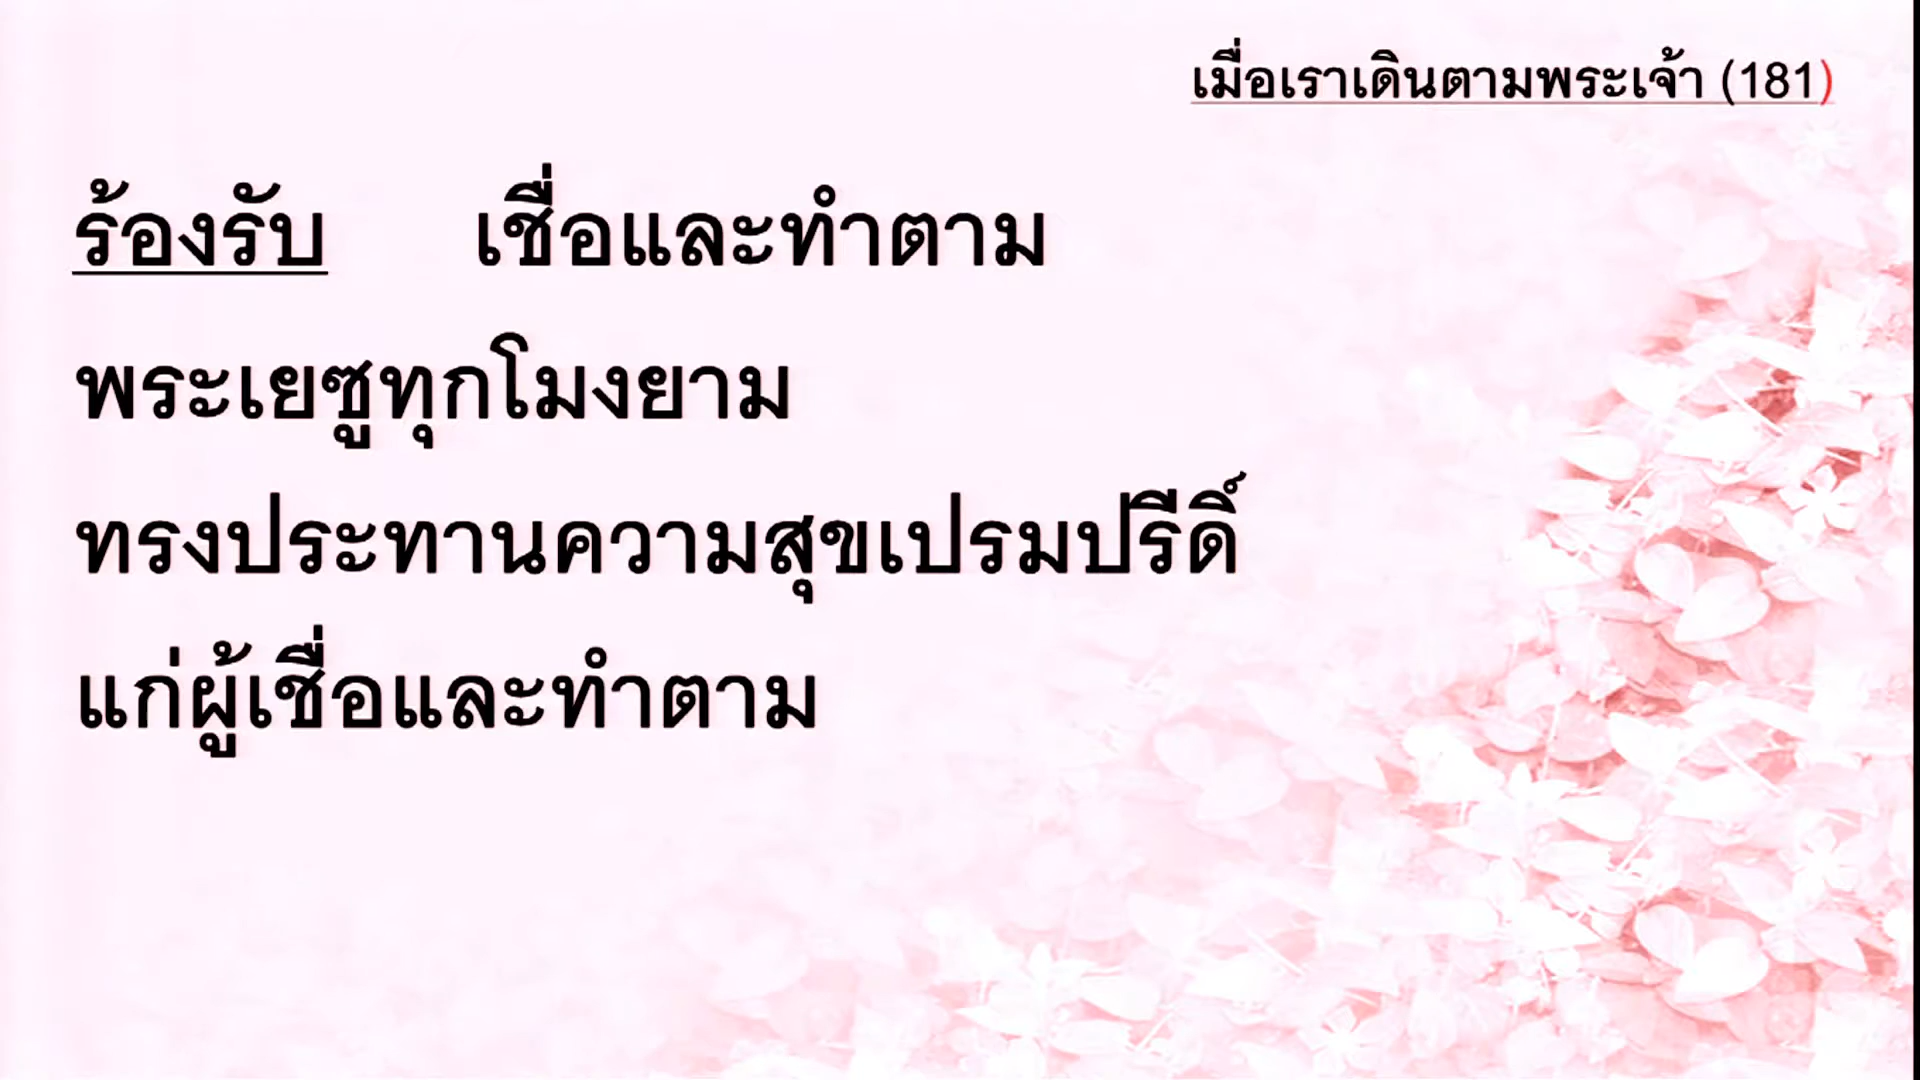 เมื่อเราเดินตามพระเจ้า (181)
ร้องรับ เชื่อและทำตาม
พระเยซูทุกโมงยาม
ทรงประทานความสุขเปรมปรีดิ์
แก่ผู้เชื่อและทำตาม